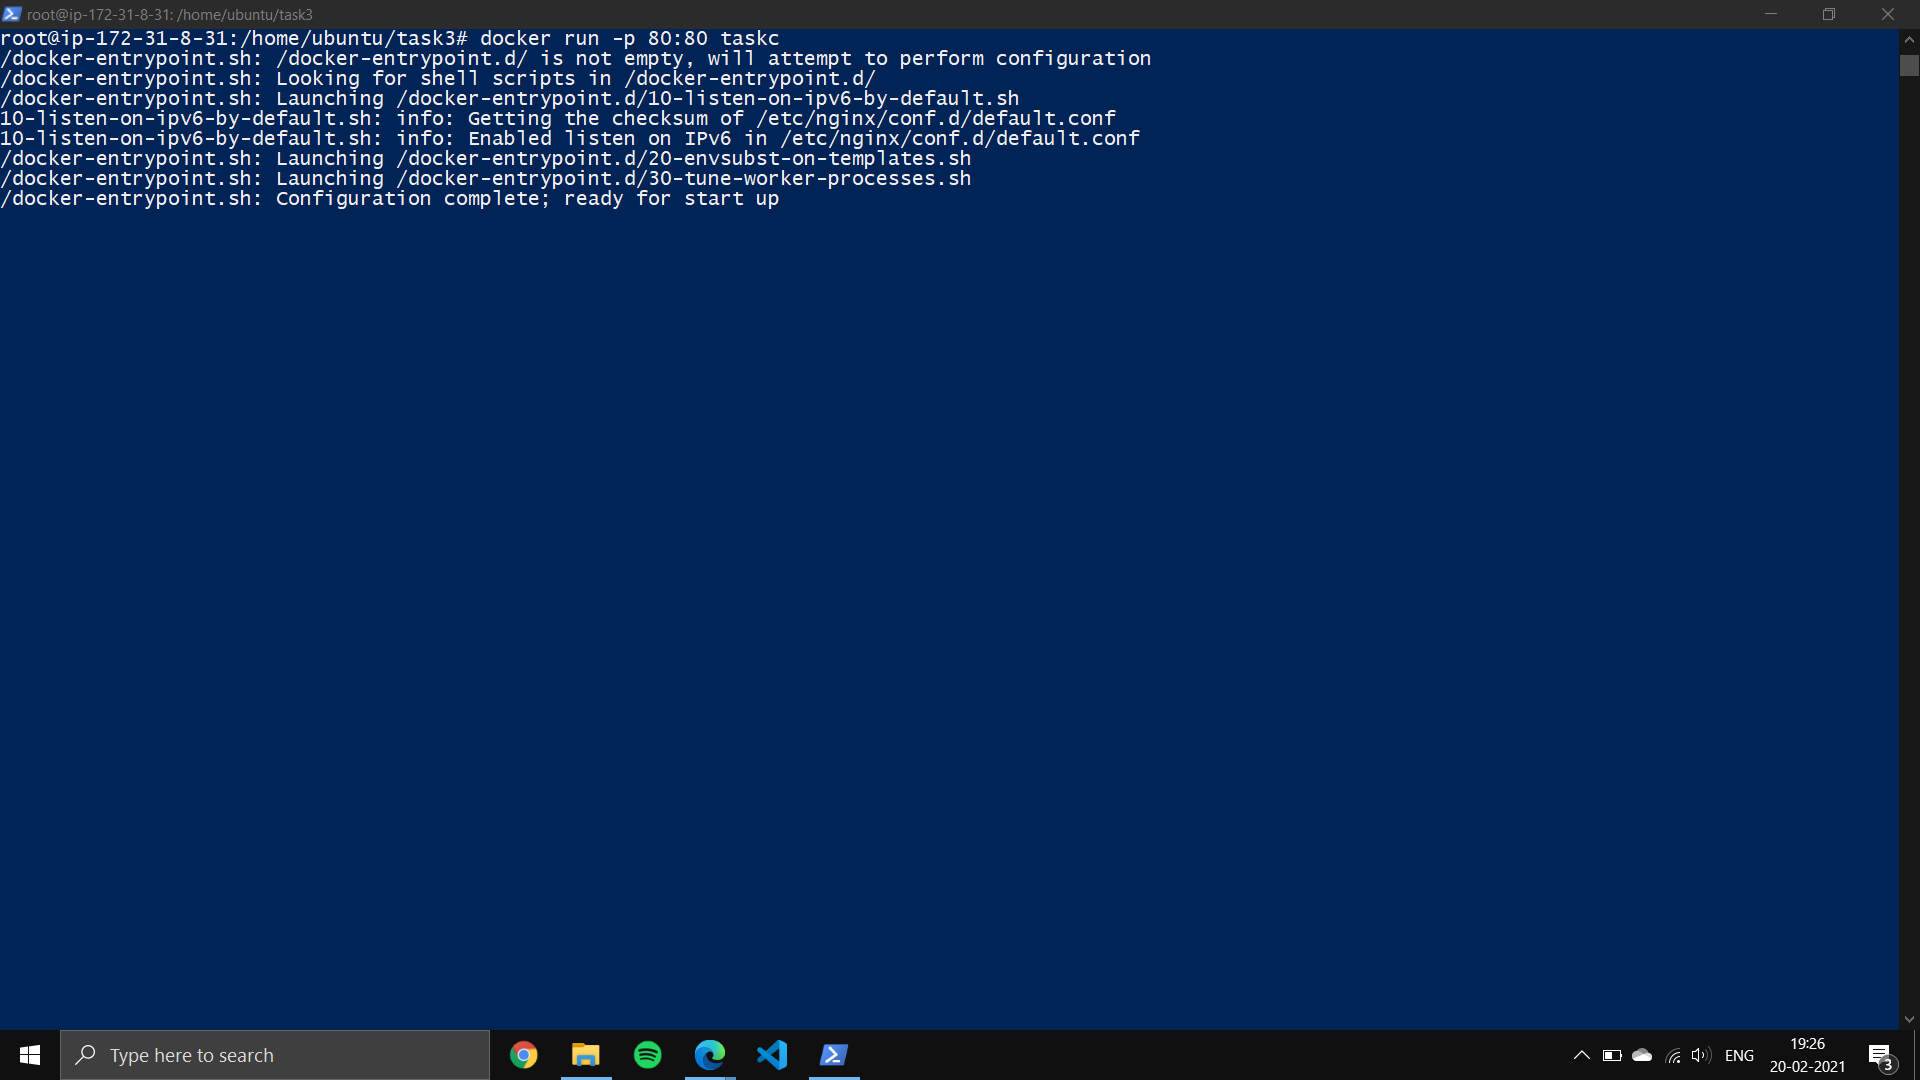 root@ip-172-31-8-31: /home/ubuntu/task3
root@ip-172-31-8-31:/home/ubuntu/task3# docker run -p 80:80 taskc
/docker-entrypoint.sh: /docker-entrypoint.d/ is not empty, will attempt to perform configuration
/docker-entrypoint.sh: Looking for shell scripts in /docker-entrypoint.d/
/docker-entrypoint.sh: Launching /docker-entrypoint.d/10-listen-on-ipv6-by-default.sh
10-listen-on-ipv6-by-default.sh: info: Getting the checksum of /etc/nginx/conf.d/default.conf
10-listen-on-ipv6-by-default.sh: info: Enabled listen on IPv6 in /etc/nginx/conf.d/default.conf
/docker-entrypoint.sh: Launching /docker-entrypoint.d/20-envsubst-on-templates.sh
/docker-entrypoint.sh: Launching /docker-entrypoint.d/30-tune-worker-processes.sh
/docker-entrypoint.sh: Configuration complete; ready for start up
Type here to search
ENG
19:26
20-02-2021
3